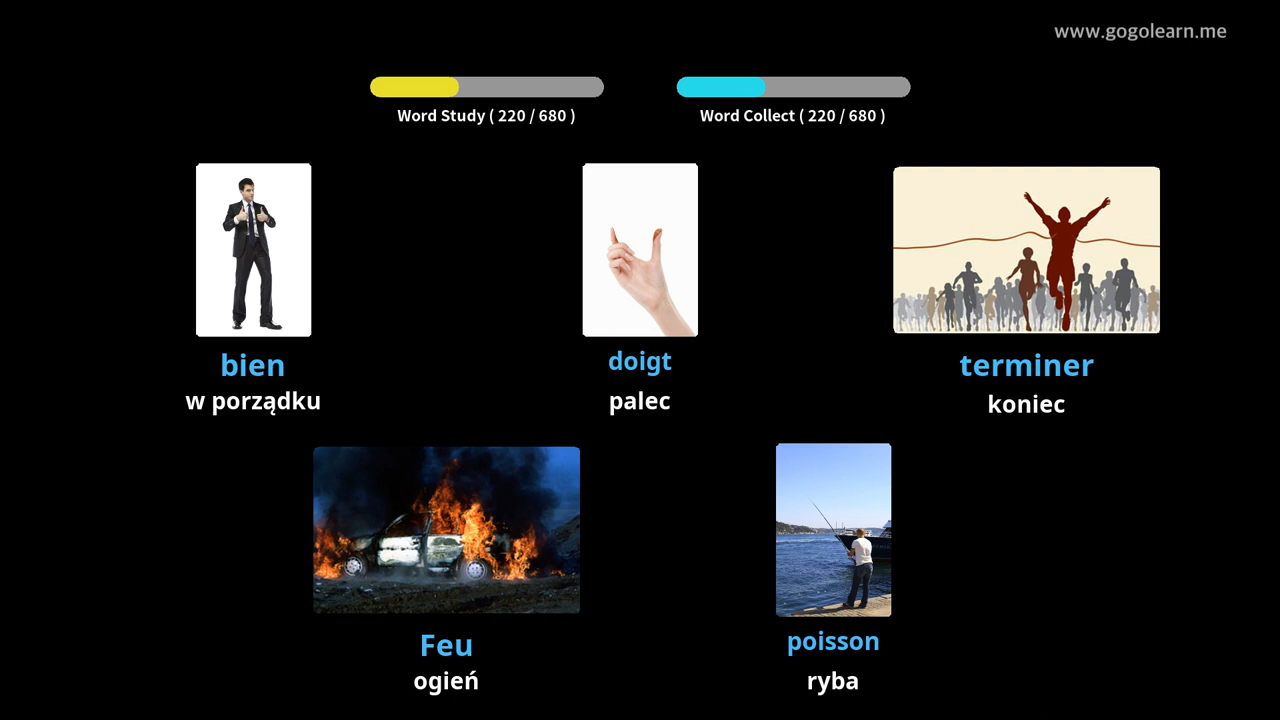 www.gogolearn.me
Word Study ( 220 / 680 )
Word Collect ( 220 / 680 )
bien
w porządku
doigt
palec
terminer
koniec
Feu
ogień
poisson
ryba